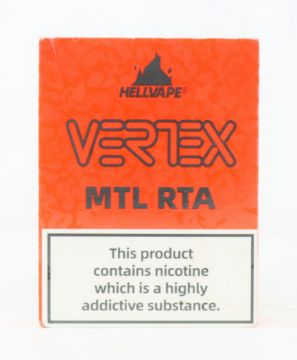 HELLVAPE
VERTEX
MTL RTA
This product
contains nicotine
which is a highly
addictive substance.